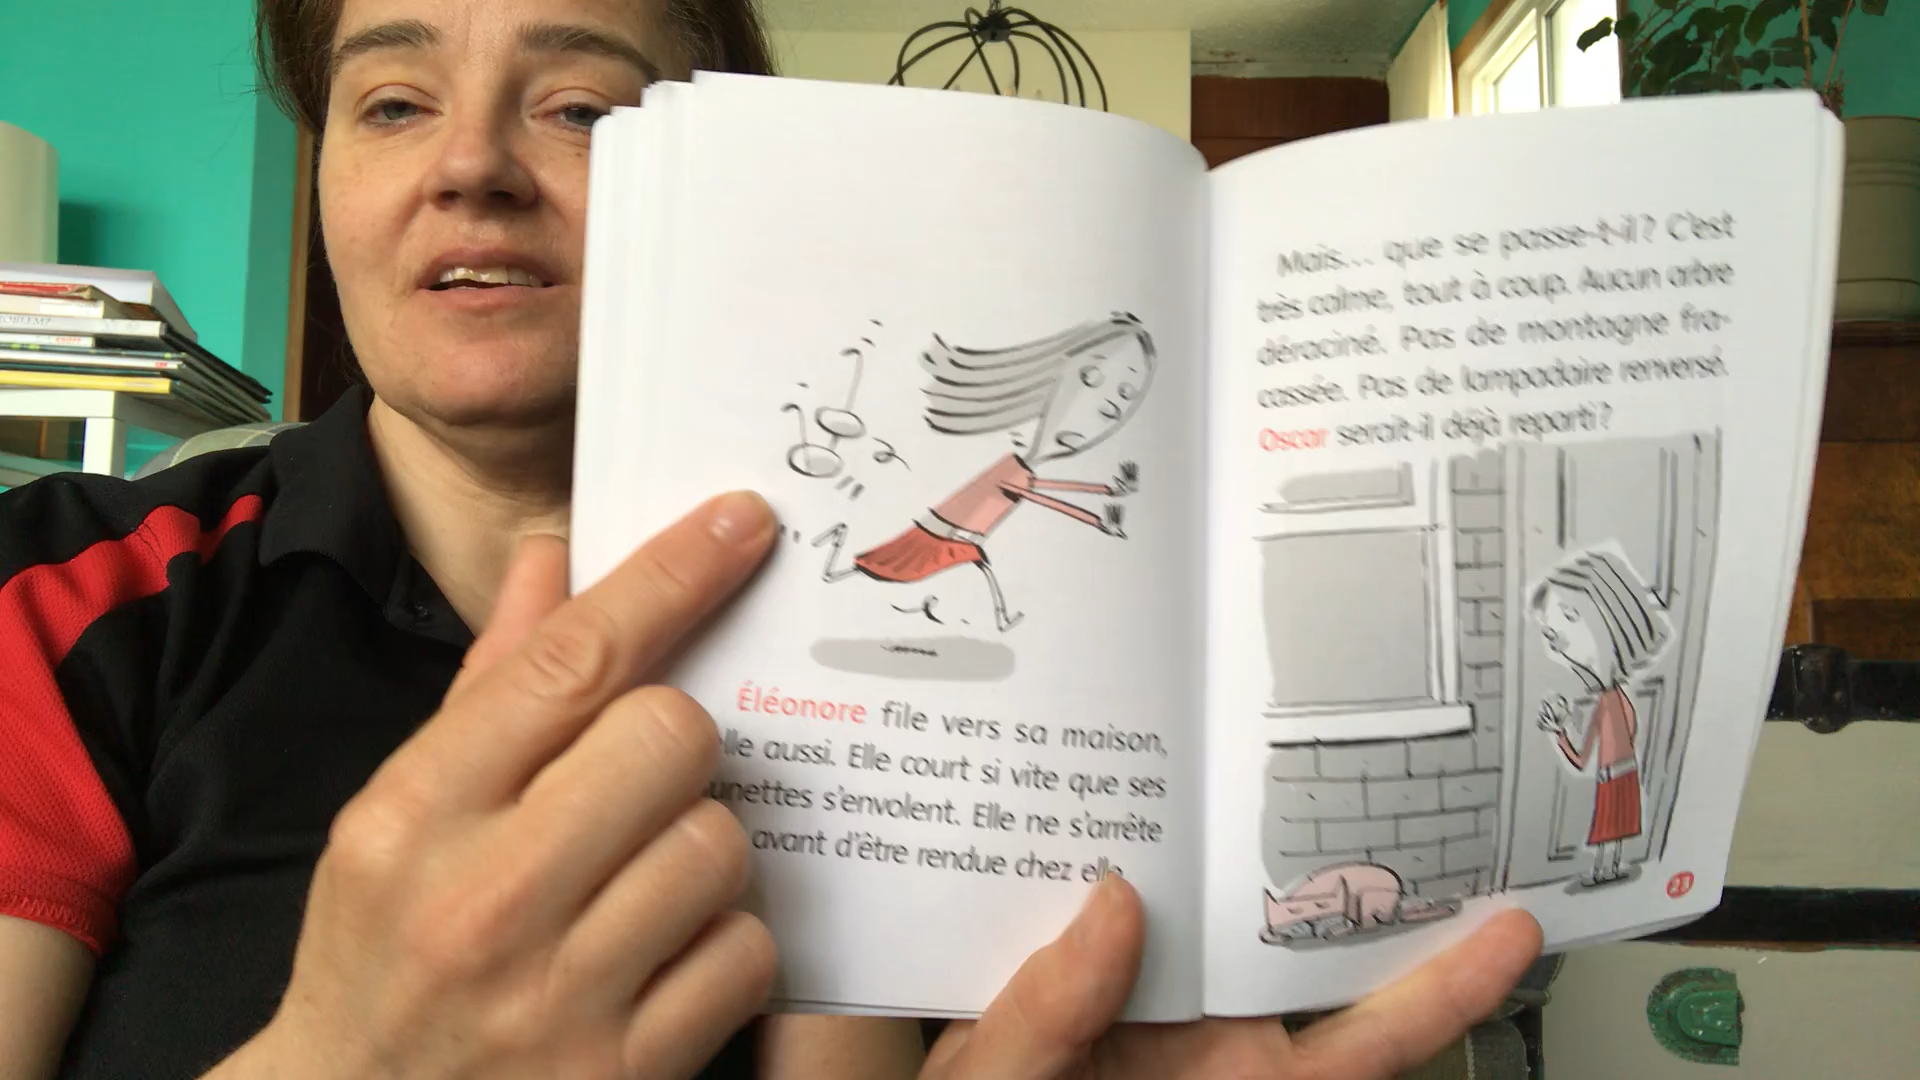 Éléonore file vers sa maison,
elle aussi. Elle court si vite que ses
lunettes s'envolent. Elle ne s'arrête
avant d'être rendue chez elle.
Mais... que se passe-t-il ? C'est
très calme, tout à coup. Aucun arbre
déraciné. Pas de montagne fra-
cassée. Pas de lampadaire renversé.
Oscar serait-il déjà reparti ?
23